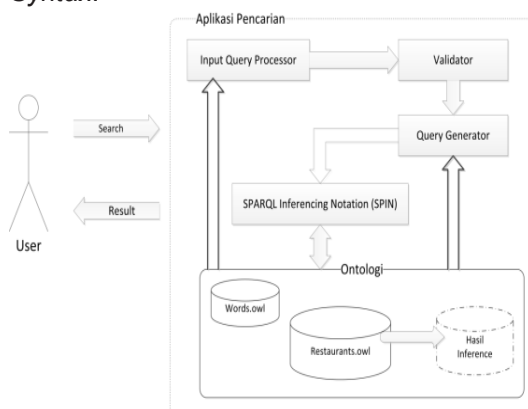 Syntax.
Aplikasi Pencarian
Input Query Processor
Validator
Search
Query Generator
Result
SPARQL Inferencing Notation (SPIN)
User
Ontologi
Words.owl
Restaurants.owl
Hasil
Inference